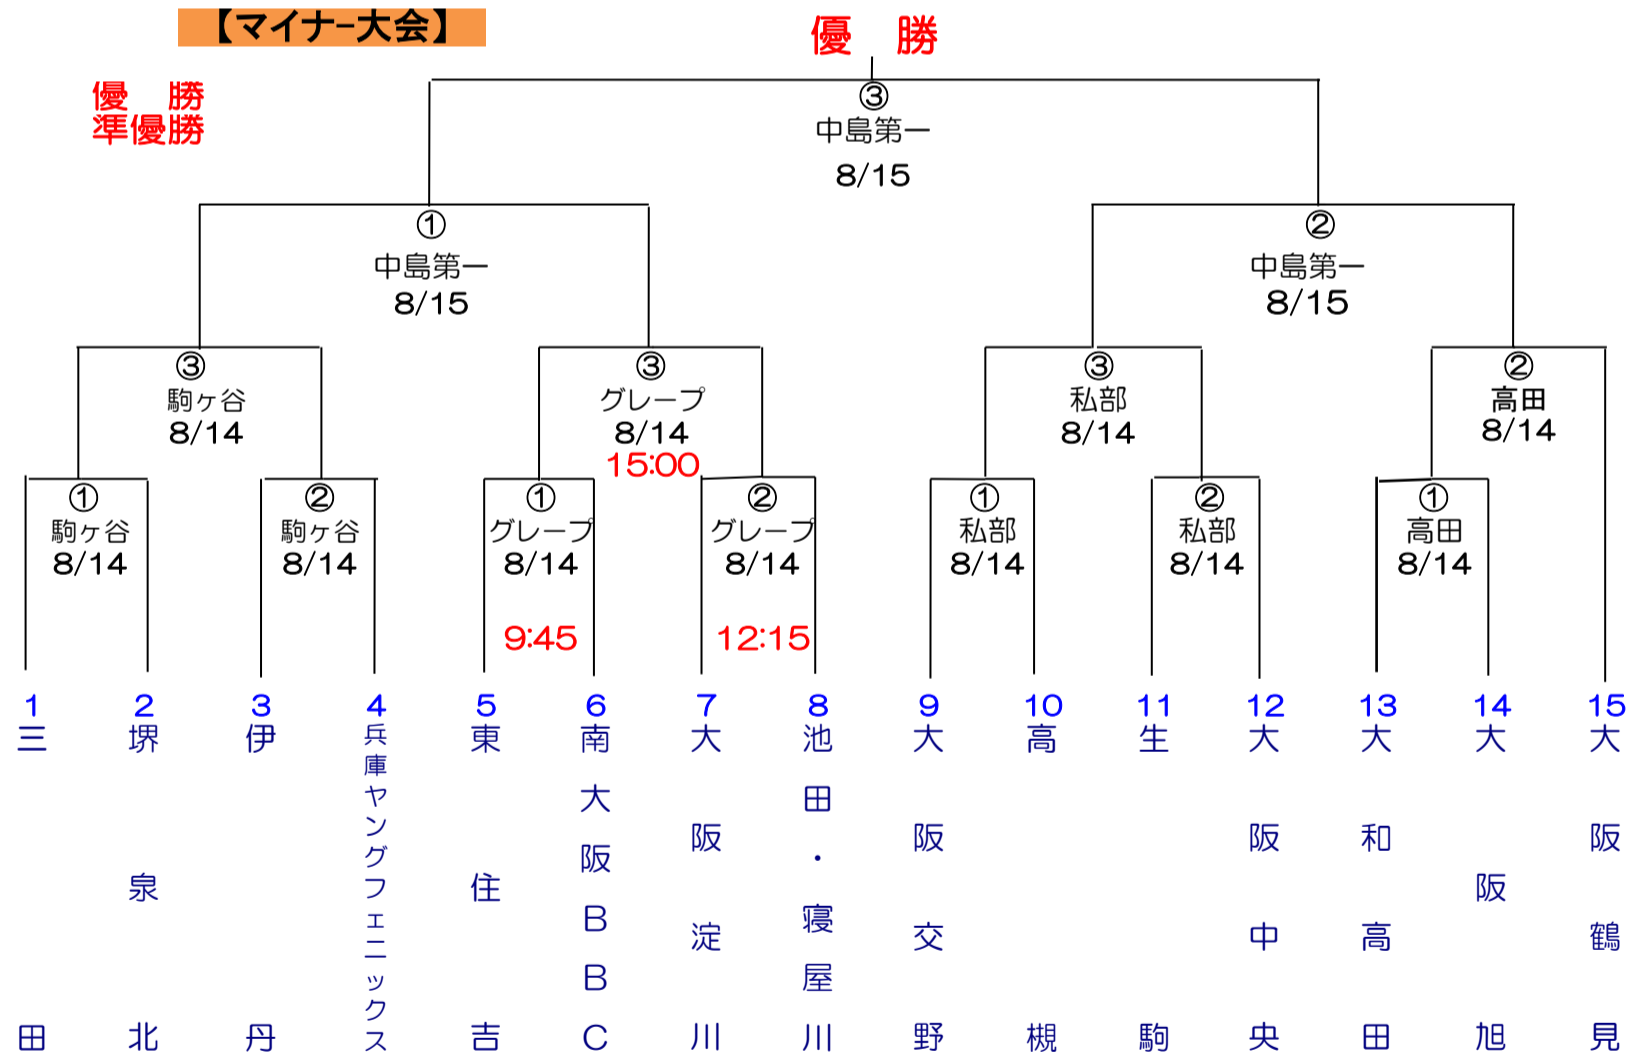 【マイナー大会】
優　勝
優　勝
準優勝
③
中島第一
8/15
①
中島第一
8/15
②
中島第一
8/15
③
駒ヶ谷
8/14
③
グレープ
8/14
15:00
③
私部
8/14
②
高田
8/14
①
駒ヶ谷
8/14
②
駒ヶ谷
8/14
①
グレープ
8/14
9:45
②
グレープ
8/14
12:15
①
私部
8/14
②
私部
8/14
①
高田
8/14
1
三田
2
堺泉北
3
伊丹
4
兵庫ヤングフェニックス
5
東住吉
6
南大阪BBC
7
大阪淀川
8
池田・寝屋川
9
大阪交野
10
高槻
11
生駒
12
大阪中央
13
大和高田
14
大阪旭
15
大阪鶴見